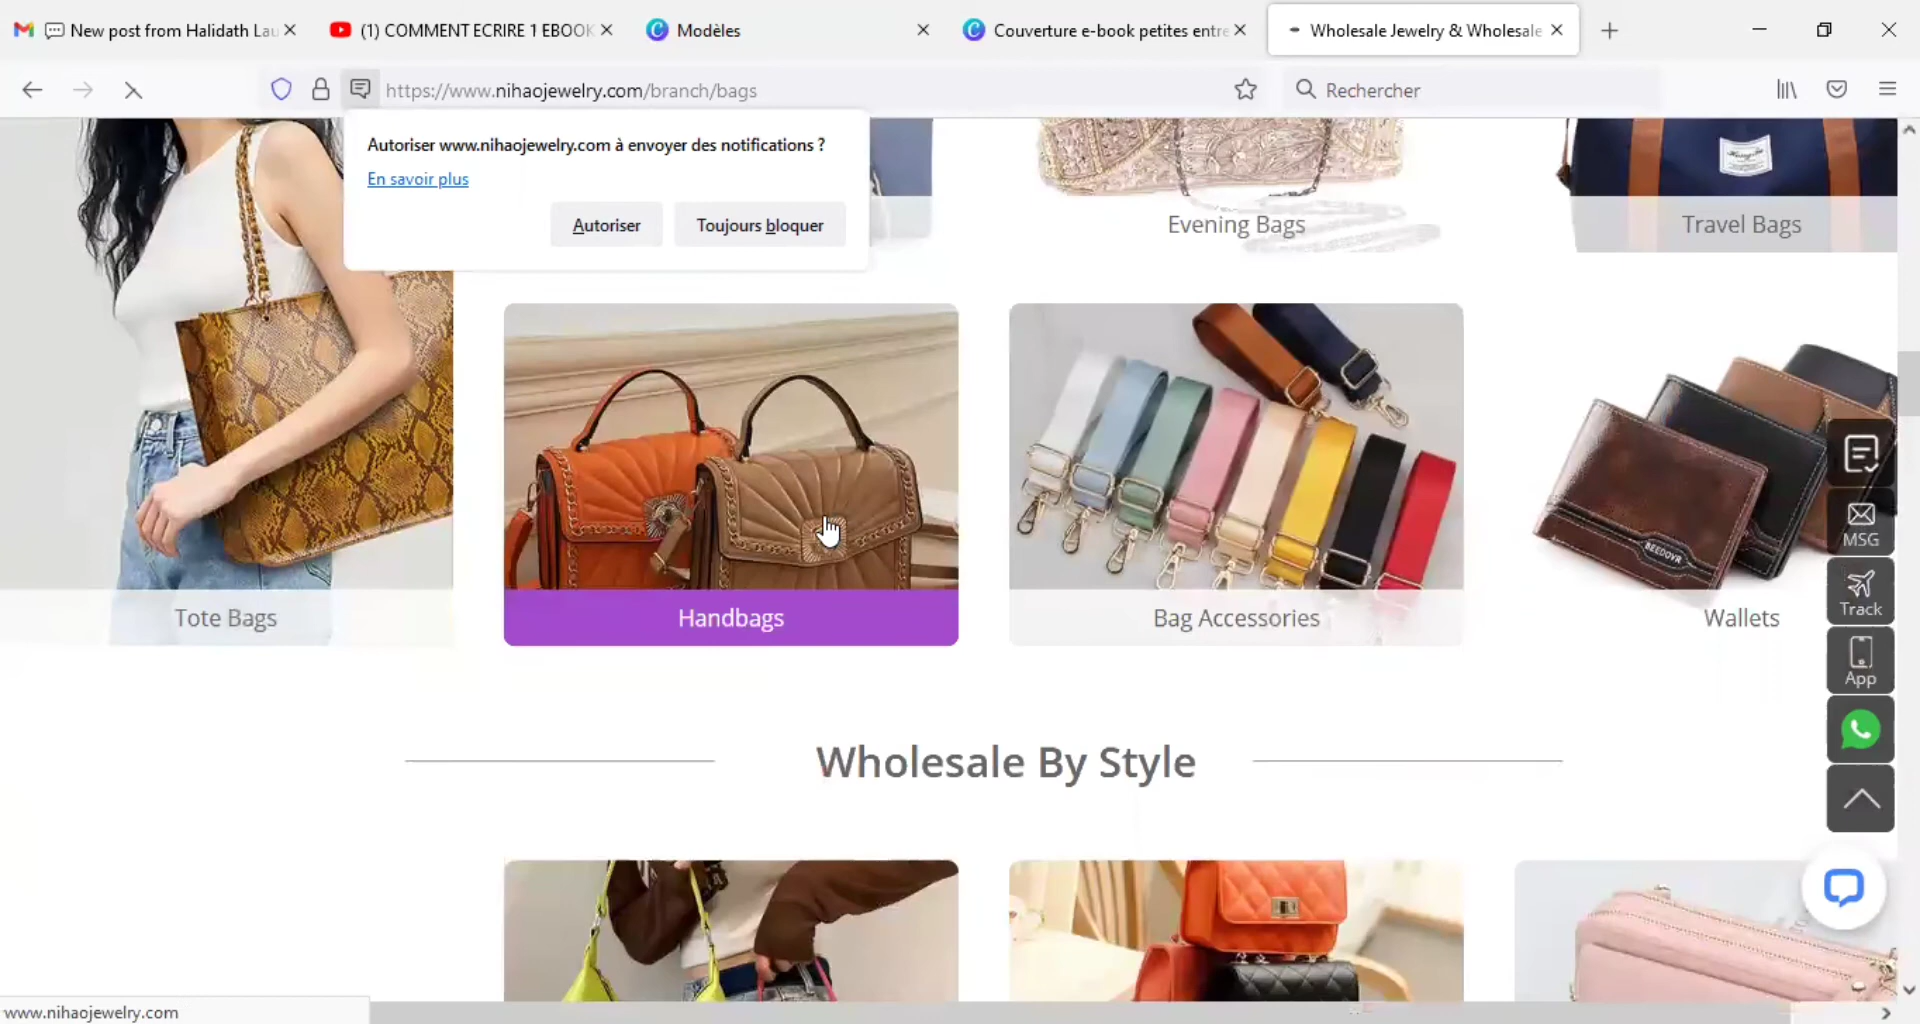 New post from Halidath Lau
(1) COMMENT ECRIRE 1 EBOOK
Modèles
Couverture e-book petites entre
Wholesale Jewelry & Wholesale
https://www.nihaojewelry.com/branch/bags
Rechercher
Autoriser www.nihaojewelry.com à envoyer des notifications ?
En savoir plus
Autoriser
Toujours bloquer
Evening Bags
Travel Bags
BEEDOVR
MSG
Track
App
Tote Bags
Handbags
Bag Accessories
Wallets
Wholesale By Style
www.nihaojewelry.com